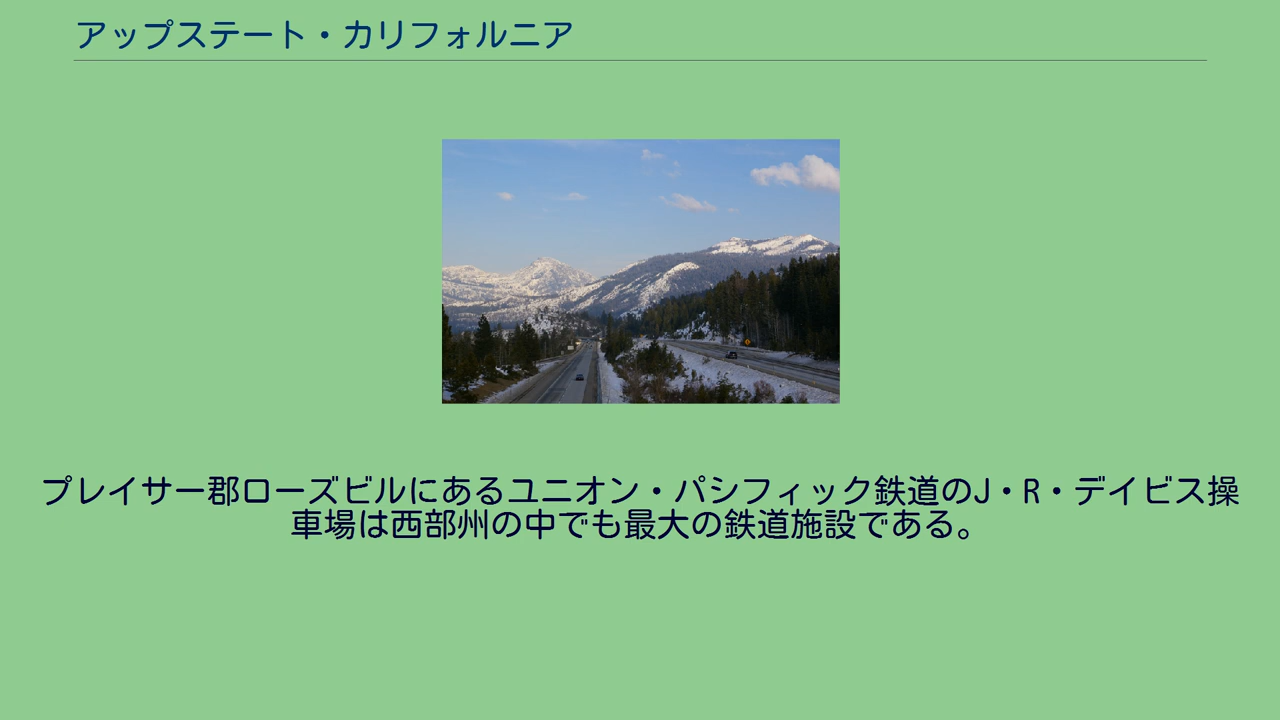 アップステート・カリフォルニア
プレイサー郡ローズビルにあるユニオン・パシフィック鉄道のJ・R・デイビス操
車場は西部州の中でも最大の鉄道施設である。